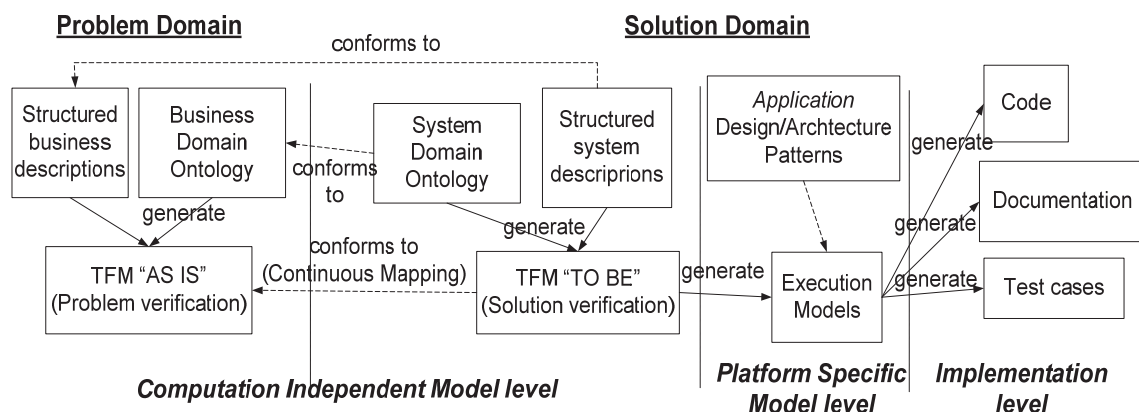 Problem Domain
Solution Domain
conforms to
Structured
business
descriptions
Business
Domain
Ontology
System
Domain
Ontology
Structured
system
descriprions
Application
Design/Archtecture
Patterns
Code
generate
conforms
to
generate
generate
Documentation
generate
conforms to
(Continuous Mapping)
TFM “AS IS”
(Problem verification)
TFM “TO BE”
(Solution verification)
generate
Execution
Models
generate
Test cases
Computation Independent Model level
Platform Specific
Model level
Implementation
level